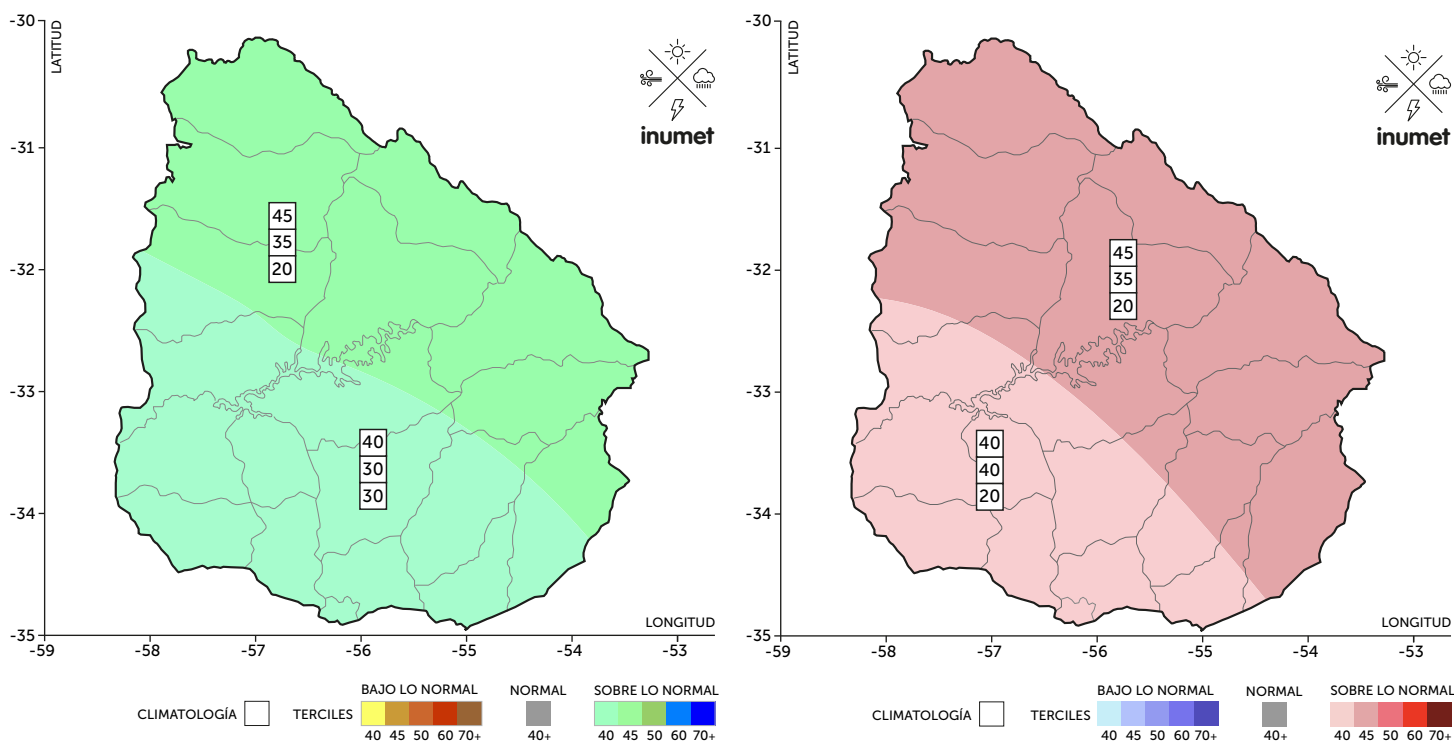 -30
LATITUD
inumet
-31
45
35
20
-32
-33
40
30
30
-34
LONGITUD
-35
-59 -58 -57 -56 -55 -54 -53
CLIMATOLOGÍA
TERCILES
BAJO LO NORMAL
40 45 50 60 70+
NORMAL
40+
SOBRE LO NORMAL
40 45 50 60 70+
-30
LATITUD
inumet
-31
45
35
20
-32
-33
40
40
20
-34
LONGITUD
-35
-59 -58 -57 -56 -55 -54 -53
CLIMATOLOGÍA
TERCILES
BAJO LO NORMAL
40 45 50 60 70+
NORMAL
40+
SOBRE LO NORMAL
40 45 50 60 70+